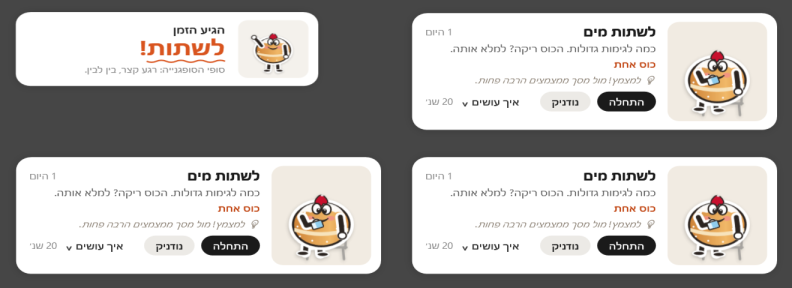 הגיע הזמן
לשתות!
סופי הסופגנייה: רגע קצר, בין לבין.
לשתות מים
1 היום
כמה לגימות גדולות. הכוס ריקה? למלא אותה.
כוס אחת
למצמץ! מול מסך ממצמצים הרבה פחות.
התחלה
נודניק
איך עושים
20 שנ׳
לשתות מים
1 היום
כמה לגימות גדולות. הכוס ריקה? למלא אותה.
כוס אחת
למצמץ! מול מסך ממצמצים הרבה פחות.
התחלה
נודניק
איך עושים
20 שנ׳
לשתות מים
1 היום
כמה לגימות גדולות. הכוס ריקה? למלא אותה.
כוס אחת
למצמץ! מול מסך ממצמצים הרבה פחות.
התחלה
נודניק
איך עושים
20 שנ׳